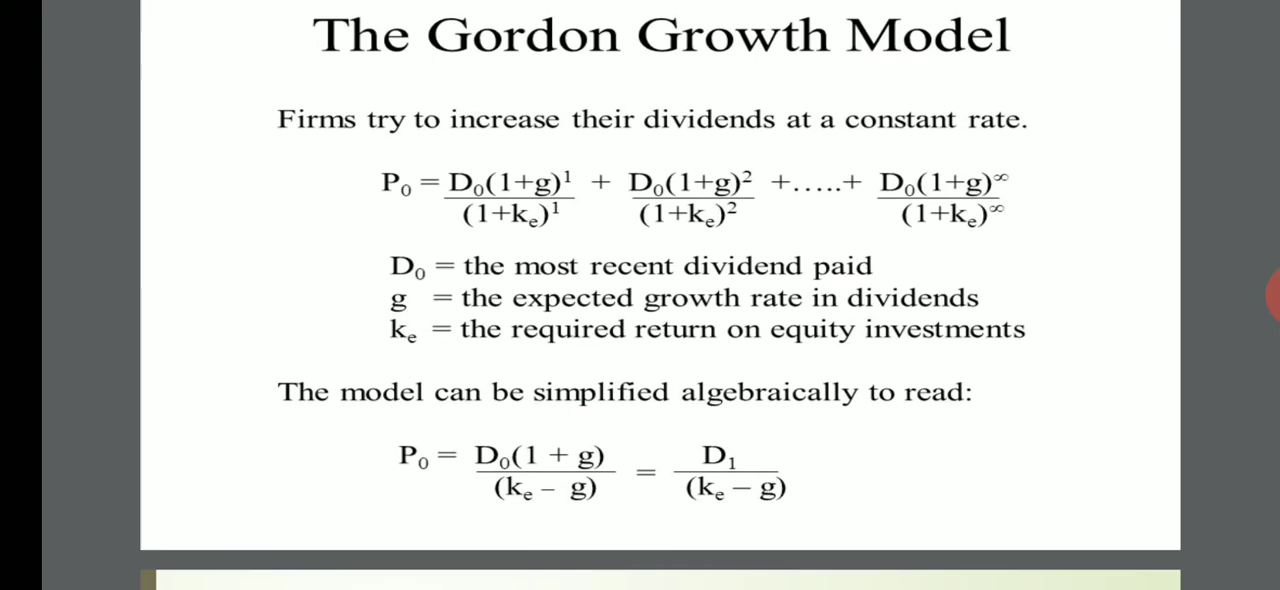 The Gordon Growth Model
Firms try to increase their dividends at a constant rate.
P₀ = D₀(1+g)¹/(1+kₑ)¹ + D₀(1+g)²/(1+kₑ)² +.....+ D₀(1+g)^∞/(1+kₑ)^∞
D₀ = the most recent dividend paid
g = the expected growth rate in dividends
kₑ = the required return on equity investments
The model can be simplified algebraically to read:
P₀ = D₀(1 + g)/(kₑ – g) = D₁/(kₑ – g)